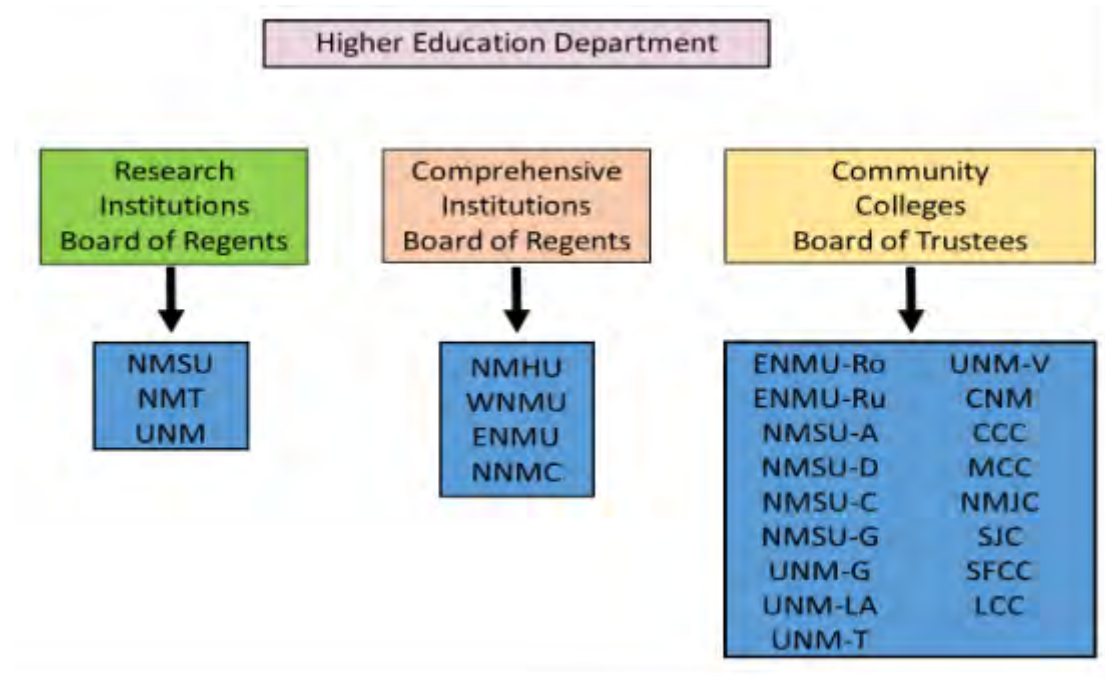 Higher Education Department
Research
Institutions
Board of Regents
NMSU
NMT
UNM
Comprehensive
Institutions
Board of Regents
NMHU
WNMU
ENMU
NNMC
Community
Colleges
Board of Trustees
ENMU-Ro
ENMU-Ru
NMSU-A
NMSU-D
NMSU-C
NMSU-G
UNM-G
UNM-LA
UNM-T
UNM-V
CNM
CCC
MCC
NMJC
SJC
SFCC
LCC